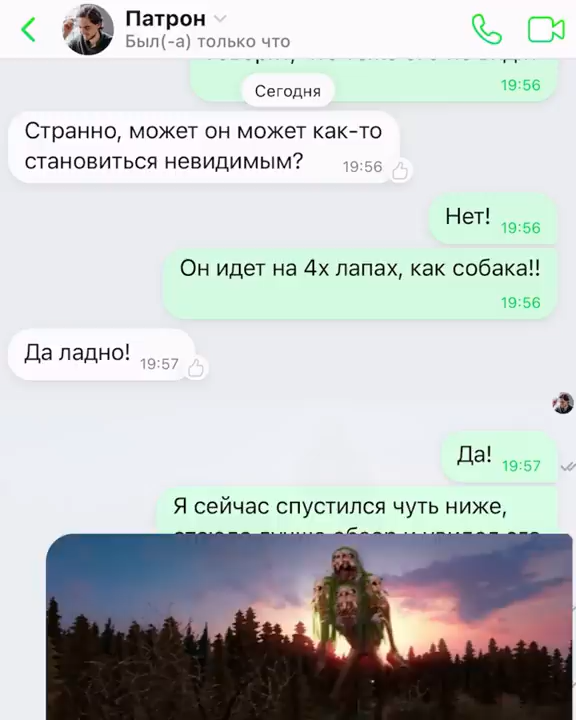 Патрон
Был(-а) только что
19:56
Сегодня
Странно, может он может как-то
становиться невидимым?
19:56
Нет!
19:56
Он идет на 4х лапах, как собака!!
19:56
Да ладно!
19:57
Да!
19:57
Я сейчас спустился чуть ниже,